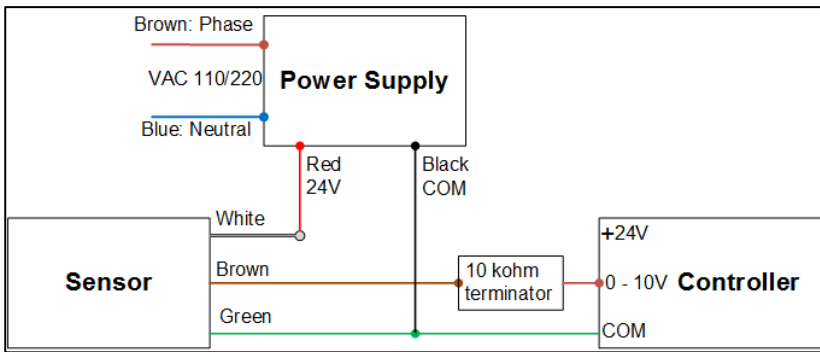 Brown: Phase
VAC 110/220
Power Supply
Blue: Neutral
Red
24V
Black
COM
White
+24V
Sensor
Brown
10 kohm
terminator
0 - 10V
Controller
Green
COM